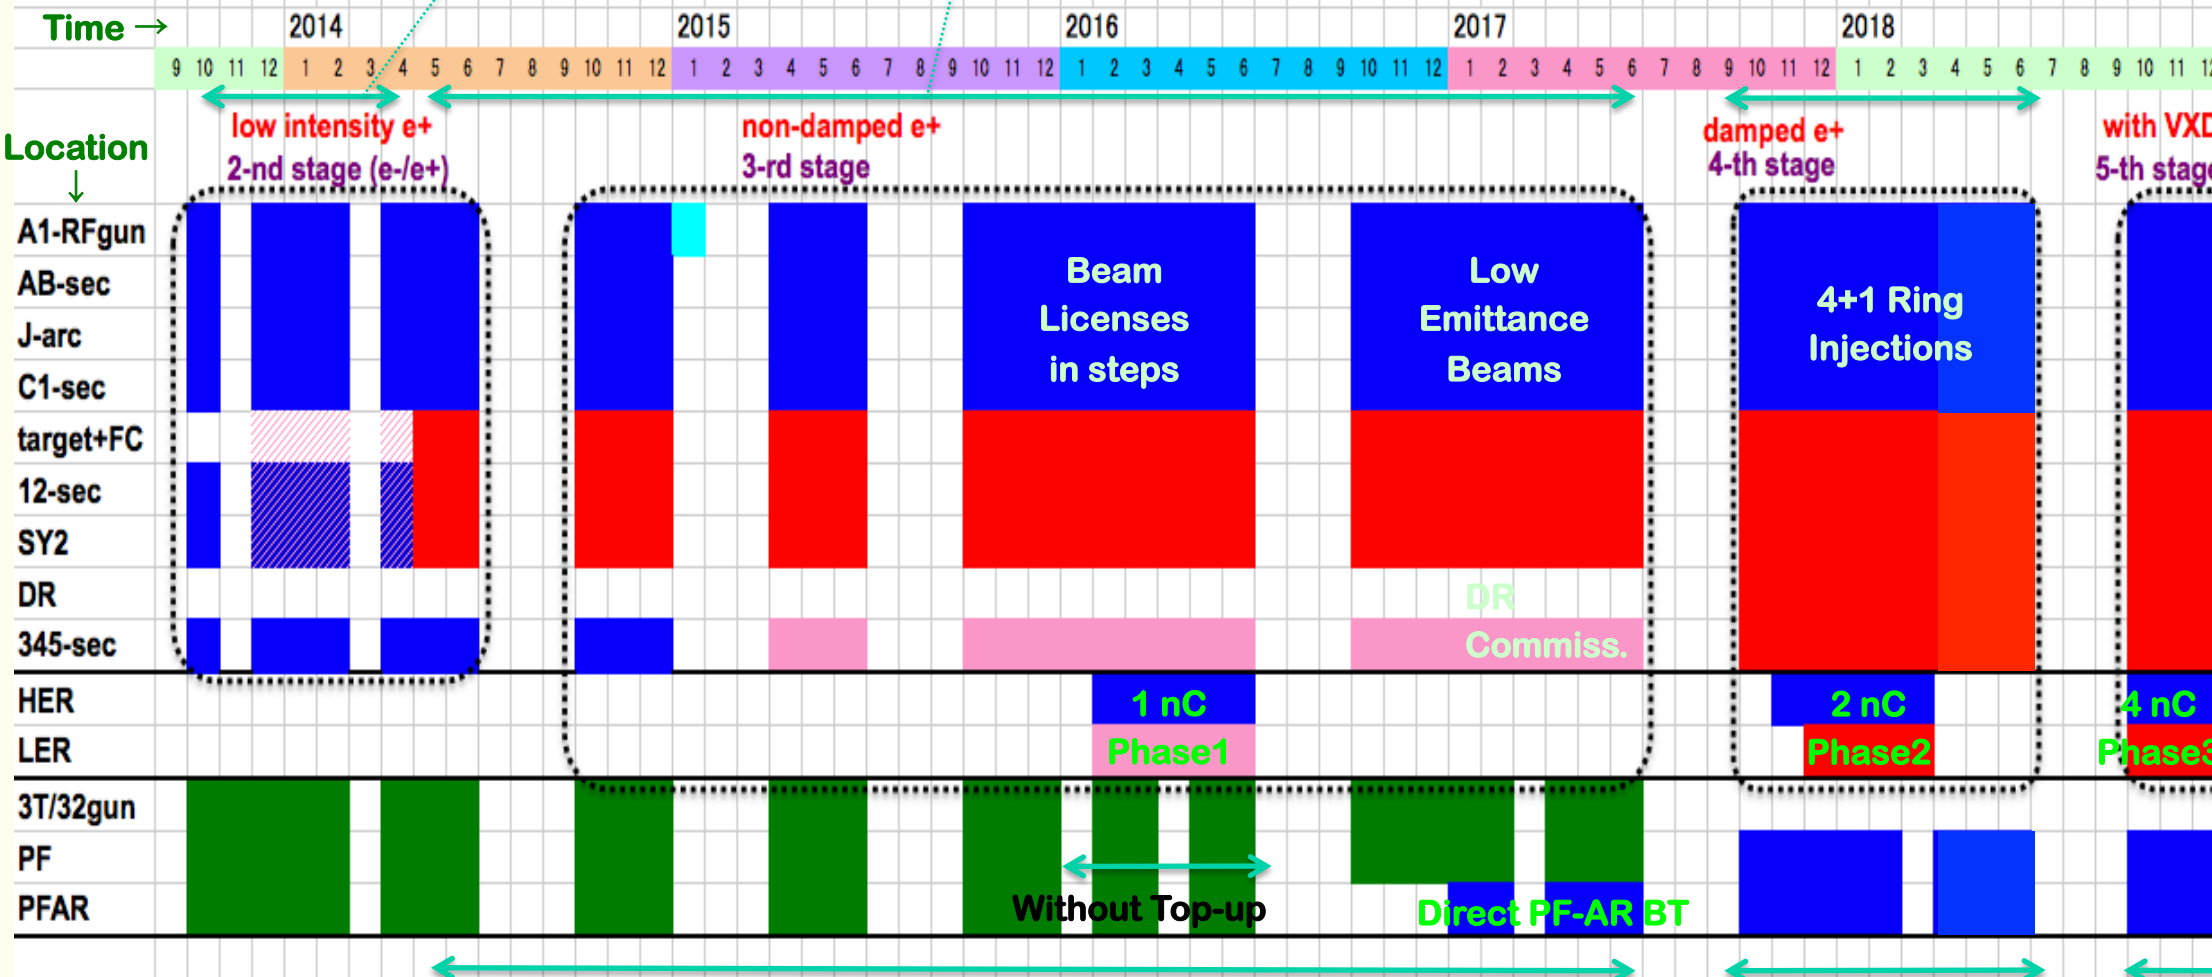 Time → 2014 2015 2016 2017 2018
9 10 11 12 1 2 3 4 5 6 7 8 9 10 11 12 1 2 3 4 5 6 7 8 9 10 11 12 1 2 3 4 5 6 7 8 9 10 11 12 1 2 3 4 5 6 7 8 9 10 11 12 1 2 3 4 5 6 7 8 9 10 11
low intensity e+ non-damped e+ damped e+ with VXD
Location 2-nd stage (e-/e+) 3-rd stage 4-th stage 5-th stage
A1-RFgun
AB-sec
J-arc
C1-sec
target+FC
12-sec
SY2
DR
345-sec
HER
LER
3T/32gun
PF
PFAR
Beam
Licenses
in steps
Low
Emittance
Beams
4+1 Ring
Injections
DR
Commiss.
1 nC
Phase1
2 nC
Phase2
4 nC
Phase3
Without Top-up
Direct PF-AR BT